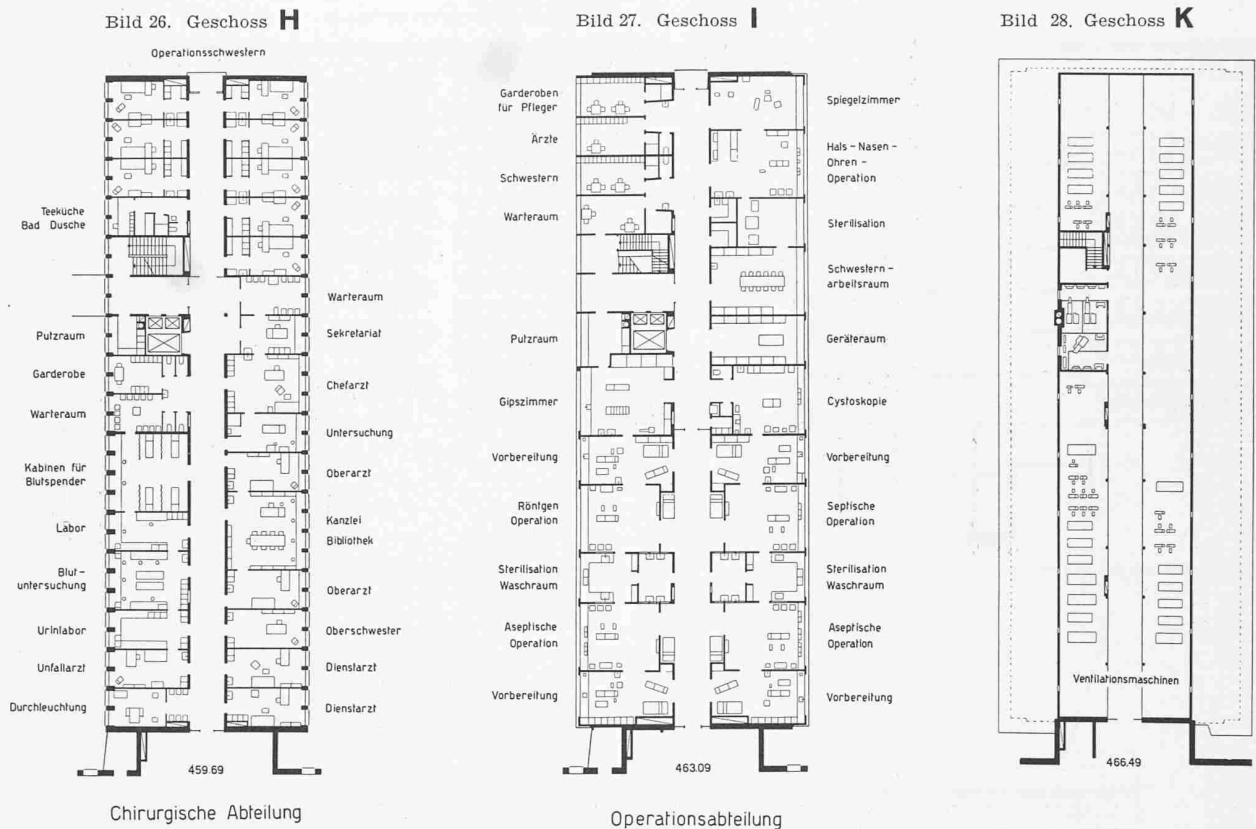 Bild 26. Geschoss H
Operationsschwestern
Teeküche
Bad Dusche
Putzraum
Garderobe
Warteraum
Kabinen für
Blutspender
Labor
Blut-
untersuchung
Urinlabor
Unfallarzt
Durchleuchtung
Warteraum
Sekretariat
Chefarzt
Untersuchung
Oberarzt
Kanzlei
Bibliothek
Oberarzt
Oberschwester
Dienstarzt
Dienstarzt
459.69
Chirurgische Abteilung
Bild 27. Geschoss I
Garderoben
für Pfleger
Ärzte
Schwestern
Warteraum
Putzraum
Gipszimmer
Vorbereitung
Röntgen
Operation
Sterilisation
Waschraum
Aseptische
Operation
Vorbereitung
Spiegelzimmer
Hals - Nasen -
Ohren -
Operation
Sterilisation
Schwestern -
arbeitsraum
Geräteraum
Cystoskopie
Vorbereitung
Septische
Operation
Sterilisation
Waschraum
Aseptische
Operation
Vorbereitung
463.09
Operationsabteilung
Bild 28. Geschoss K
Ventilationsmaschinen
466.49